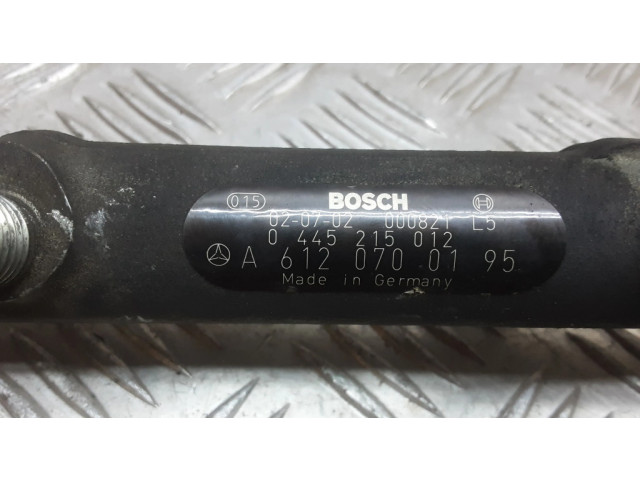 015 BOSCH
02-07-02 000821 L5
0 445 215 012
A 612 070 01 95
Made in Germany